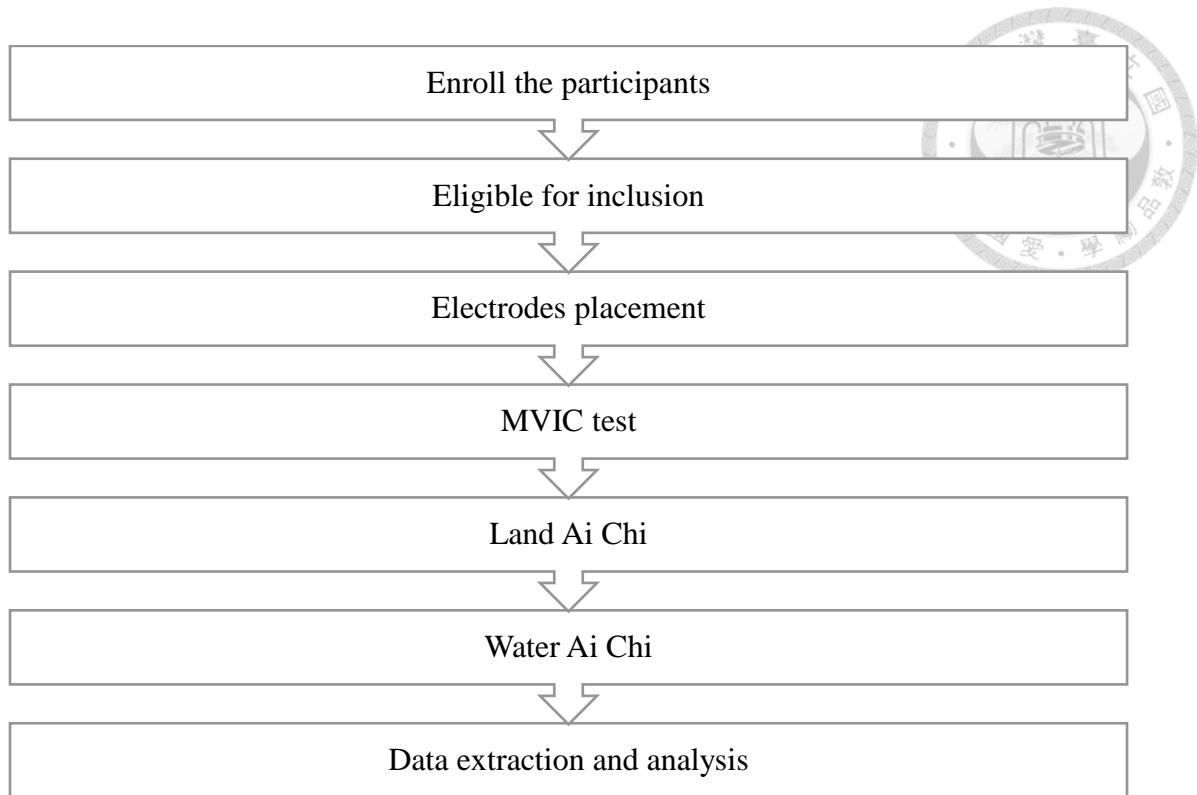 Enroll the participants
Eligible for inclusion
Electrodes placement
MVIC test
Land Ai Chi
Water Ai Chi
Data extraction and analysis